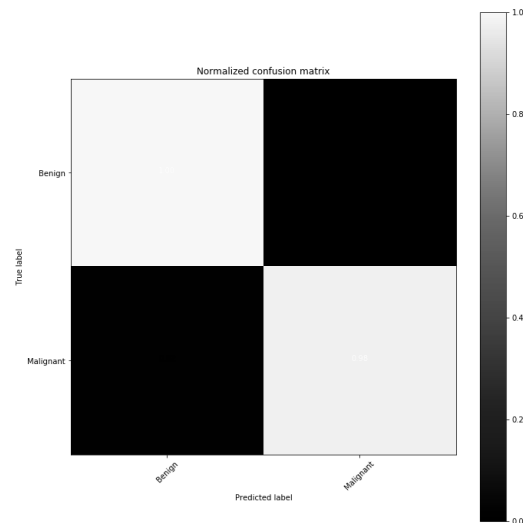 Normalized confusion matrix
1.0
0.8
0.6
0.4
0.2
0.0
True label
Benign
Malignant
Benign
Malignant
Predicted label